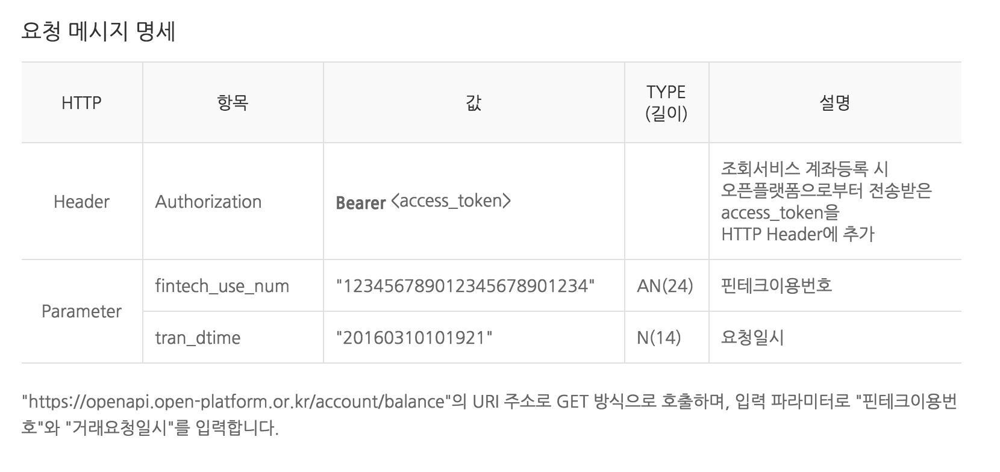 요청 메시지 명세
HTTP
항목
값
TYPE
(길이)
설명
Header
Authorization
Bearer <access_token>
조회서비스 계좌등록 시
오픈플랫폼으로부터 전송받은
access_token을
HTTP Header에 추가
Parameter
fintech_use_num
"123456789012345678901234"
AN(24)
핀테크이용번호
tran_dtime
"20160310101921"
N(14)
요청일시
"https://openapi.open-platform.or.kr/account/balance"의 URI 주소로 GET 방식으로 호출하며, 입력 파라미터로 "핀테크이용번
호"와 "거래요청일시"를 입력합니다.